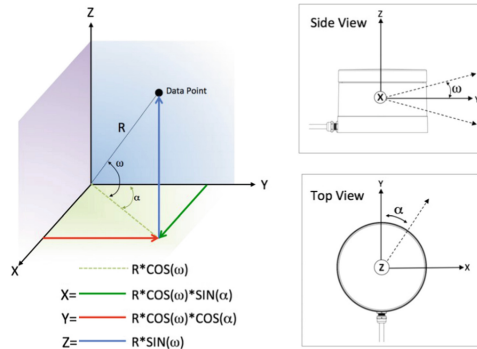 Z
R
Data Point
ω
α
Y
X
R*COS(ω)
X= R*COS(ω)*SIN(α)
Y= R*COS(ω)*COS(α)
Z= R*SIN(ω)
Side View
Z
X
ω
Y
Top View
Y
α
Z
X